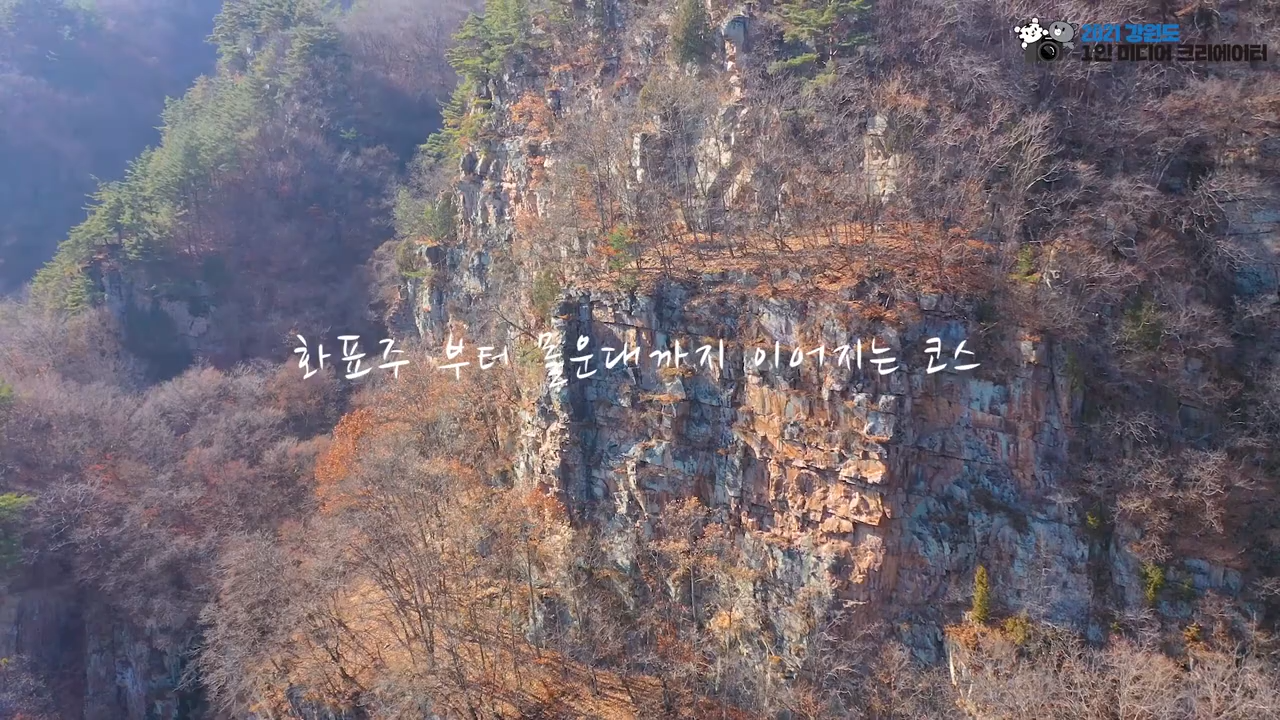 2021 강원도
1인 미디어 크리에이터
화표주 부터 몰운대까지 이어지는 코스